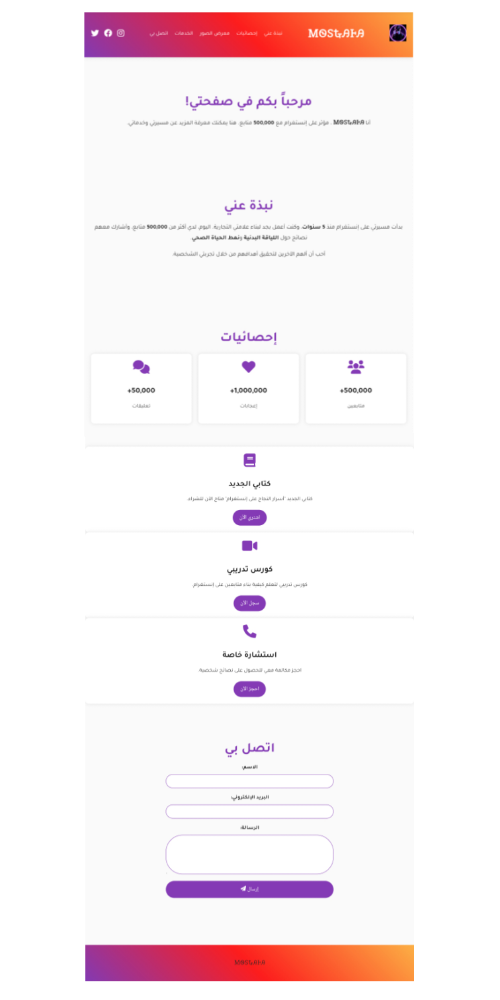 MOSTAFA
نبذة عني إحصائيات معرض الصور الخدمات اتصل بي
مرحباً بكم في صفحتي!
أنا MOSTAFA ، مؤثر على إنستغرام مع 500,000 متابع. هنا يمكنك معرفة المزيد عن مسيرتي وخدماتي.
نبذة عني
بدأت مسيرتي على إنستغرام منذ 5 سنوات، وكنت أعمل بجد لبناء علامتي التجارية. اليوم، لدي أكثر من 500,000 متابع، وأشارك معهم
نصائح حول اللياقة البدنية ونمط الحياة الصحي.
أحب أن ألهم الآخرين لتحقيق أهدافهم من خلال تجربتي الشخصية.
إحصائيات
+500,000
متابعين
+1,000,000
إعجابات
+50,000
تعليقات
كتابي الجديد
كتابي الجديد "أسرار النجاح على إنستغرام" متاح الآن للشراء.
اشتري الآن
كورس تدريبي
كورس تدريبي لتعلم كيفية بناء متابعين على إنستغرام.
سجل الآن
استشارة خاصة
احجز مكالمة معي للحصول على نصائح شخصية.
احجز الآن
اتصل بي
الاسم:
البريد الإلكتروني:
الرسالة:
إرسال
MOSTAFA